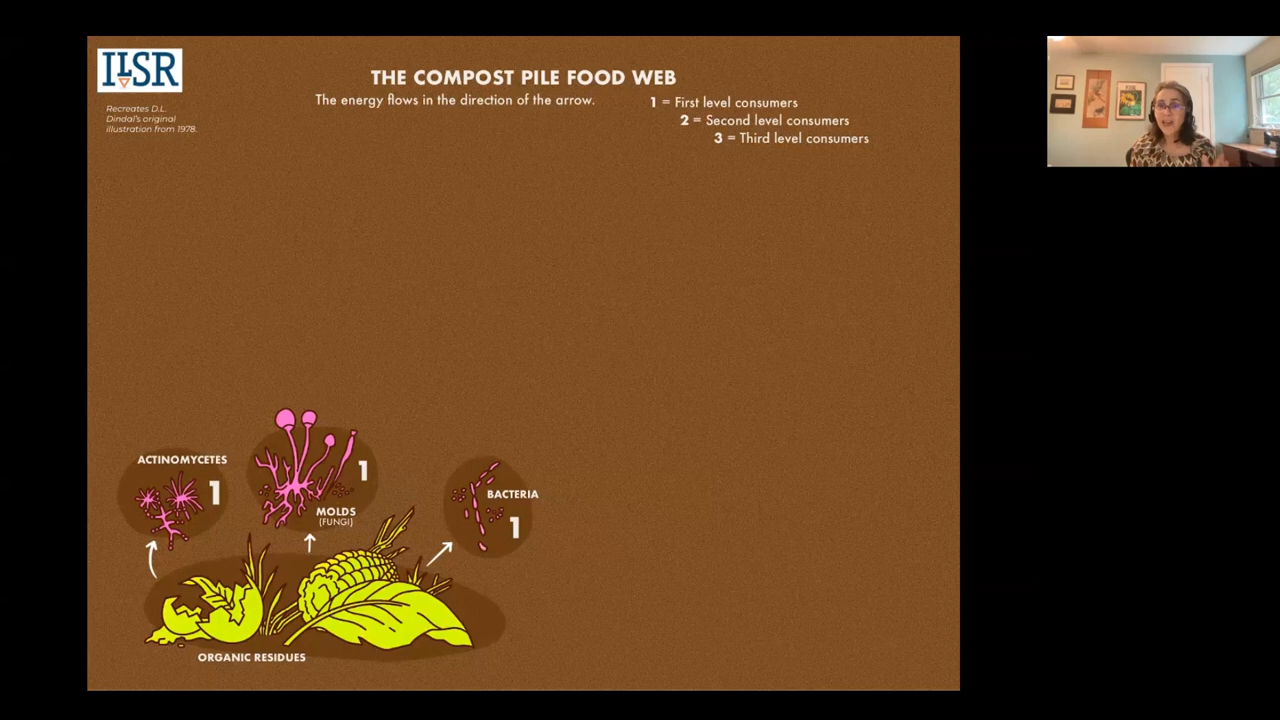 ILSR
Recreates D.L.
Dindal's original
illustration from 1978.
THE COMPOST PILE FOOD WEB
The energy flows in the direction of the arrow.
1 = First level consumers
2 = Second level consumers
3 = Third level consumers
ACTINOMYCETES
1
1
MOLDS
(FUNGI)
BACTERIA
1
ORGANIC RESIDUES